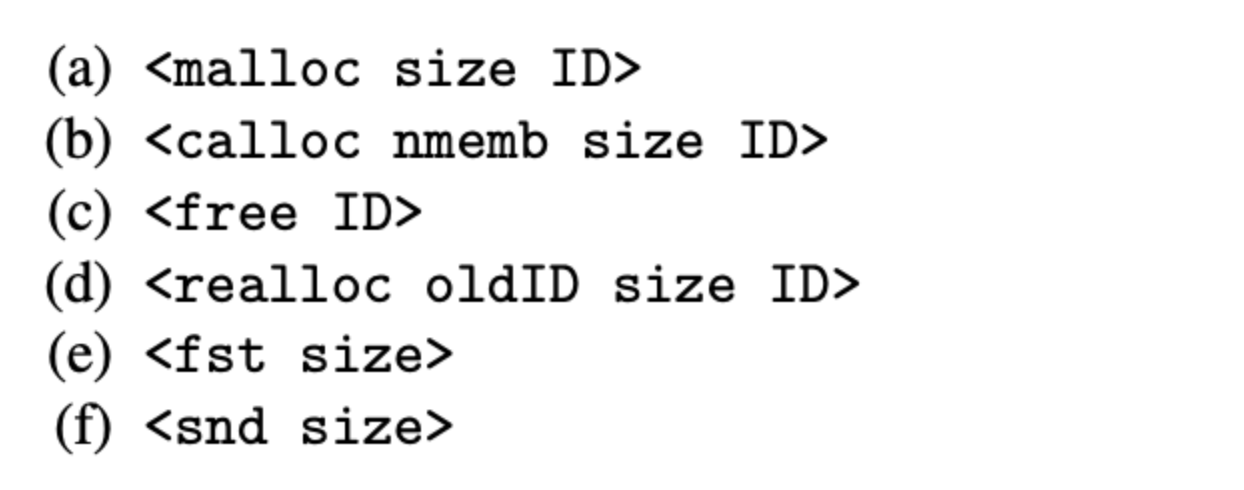 (a) <malloc size ID>
(b) <calloc nmemb size ID>
(c) <free ID>
(d) <realloc oldID size ID>
(e) <fst size>
(f) <snd size>